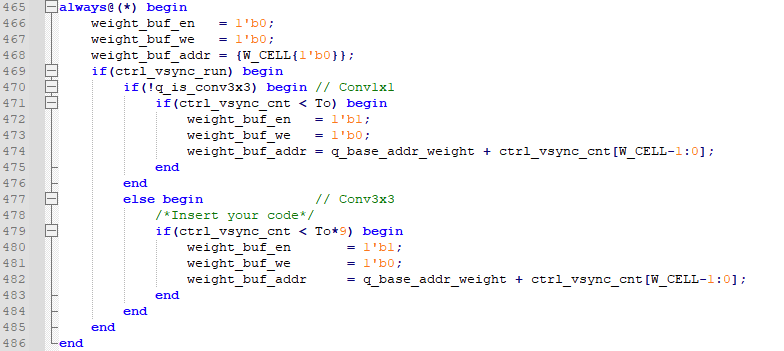 465 always@(*) begin
466     weight_buf_en   = 1'b0;
467     weight_buf_we   = 1'b0;
468     weight_buf_addr = {W_CELL{1'b0}};
469     if(ctrl_vsync_run) begin
470         if(!q_is_conv3x3) begin // Conv1x1
471             if(ctrl_vsync_cnt < To) begin
472                 weight_buf_en   = 1'b1;
473                 weight_buf_we   = 1'b0;
474                 weight_buf_addr = q_base_addr_weight + ctrl_vsync_cnt[W_CELL-1:0];
475             end
476         end
477         else begin              // Conv3x3
478             /*Insert your code*/
479             if(ctrl_vsync_cnt < To*9) begin
480                 weight_buf_en       = 1'b1;
481                 weight_buf_we       = 1'b0;
482                 weight_buf_addr     = q_base_addr_weight + ctrl_vsync_cnt[W_CELL-1:0];
483             end
484         end
485     end
486 end